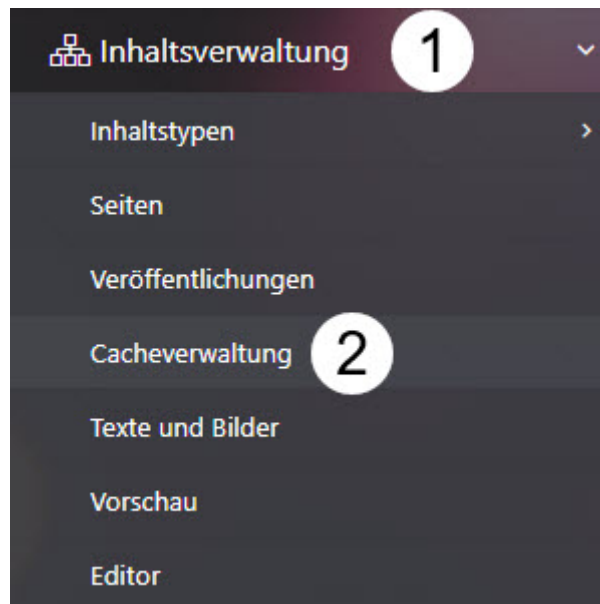 Inhaltsverwaltung 1
Inhaltstypen
Seiten
Veröffentlichungen
Cacheverwaltung 2
Texte und Bilder
Vorschau
Editor